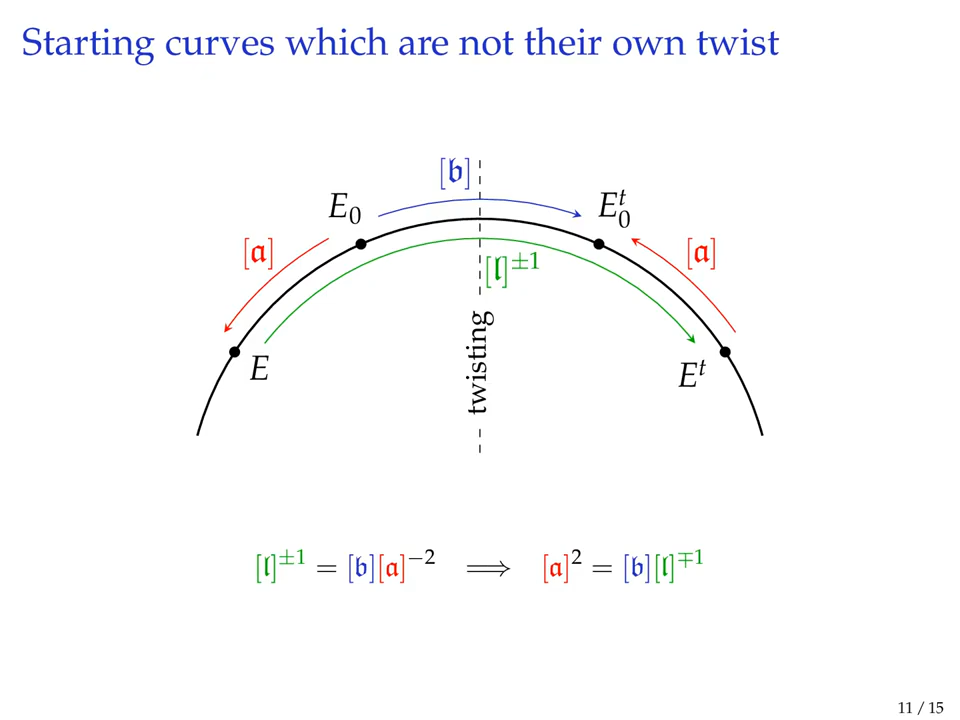 Starting curves which are not their own twist
[𝔟]
E₀
E₀ᵗ
[𝔞]
[𝔞]
[𝔩]^{±1}
twisting
E
Eᵗ
[𝔩]^{±1} = [𝔟][𝔞]^{−2} ⟹ [𝔞]² = [𝔟][𝔩]^{∓1}
11 / 15